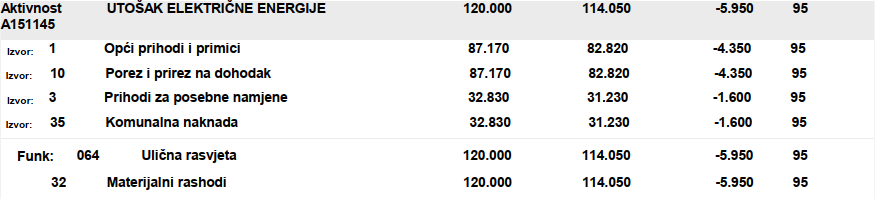 Aktivnost UTOŠAK ELEKTRIČNE ENERGIJE 120.000 114.050 -5.950 95
A151145
Izvor: 1 Opći prihodi i primici 87.170 82.820 -4.350 95
Izvor: 10 Porez i prirez na dohodak 87.170 82.820 -4.350 95
Izvor: 3 Prihodi za posebne namjene 32.830 31.230 -1.600 95
Izvor: 35 Komunalna naknada 32.830 31.230 -1.600 95
Funk: 064 Ulična rasvjeta 120.000 114.050 -5.950 95
32 Materijalni rashodi 120.000 114.050 -5.950 95